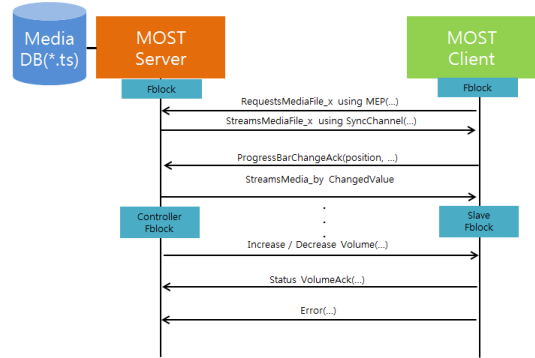 Media
DB(*.ts)
MOST
Server
MOST
Client
Fblock
Fblock
RequestsMediaFile_x using MEP(...)
StreamsMediaFile_x using SyncChannel(...)
ProgressBarChangeAck(position, ...)
StreamsMedia_by ChangedValue
.
.
.
Controller
Fblock
Slave
Fblock
Increase / Decrease Volume(...)
Status VolumeAck(...)
Error(...)